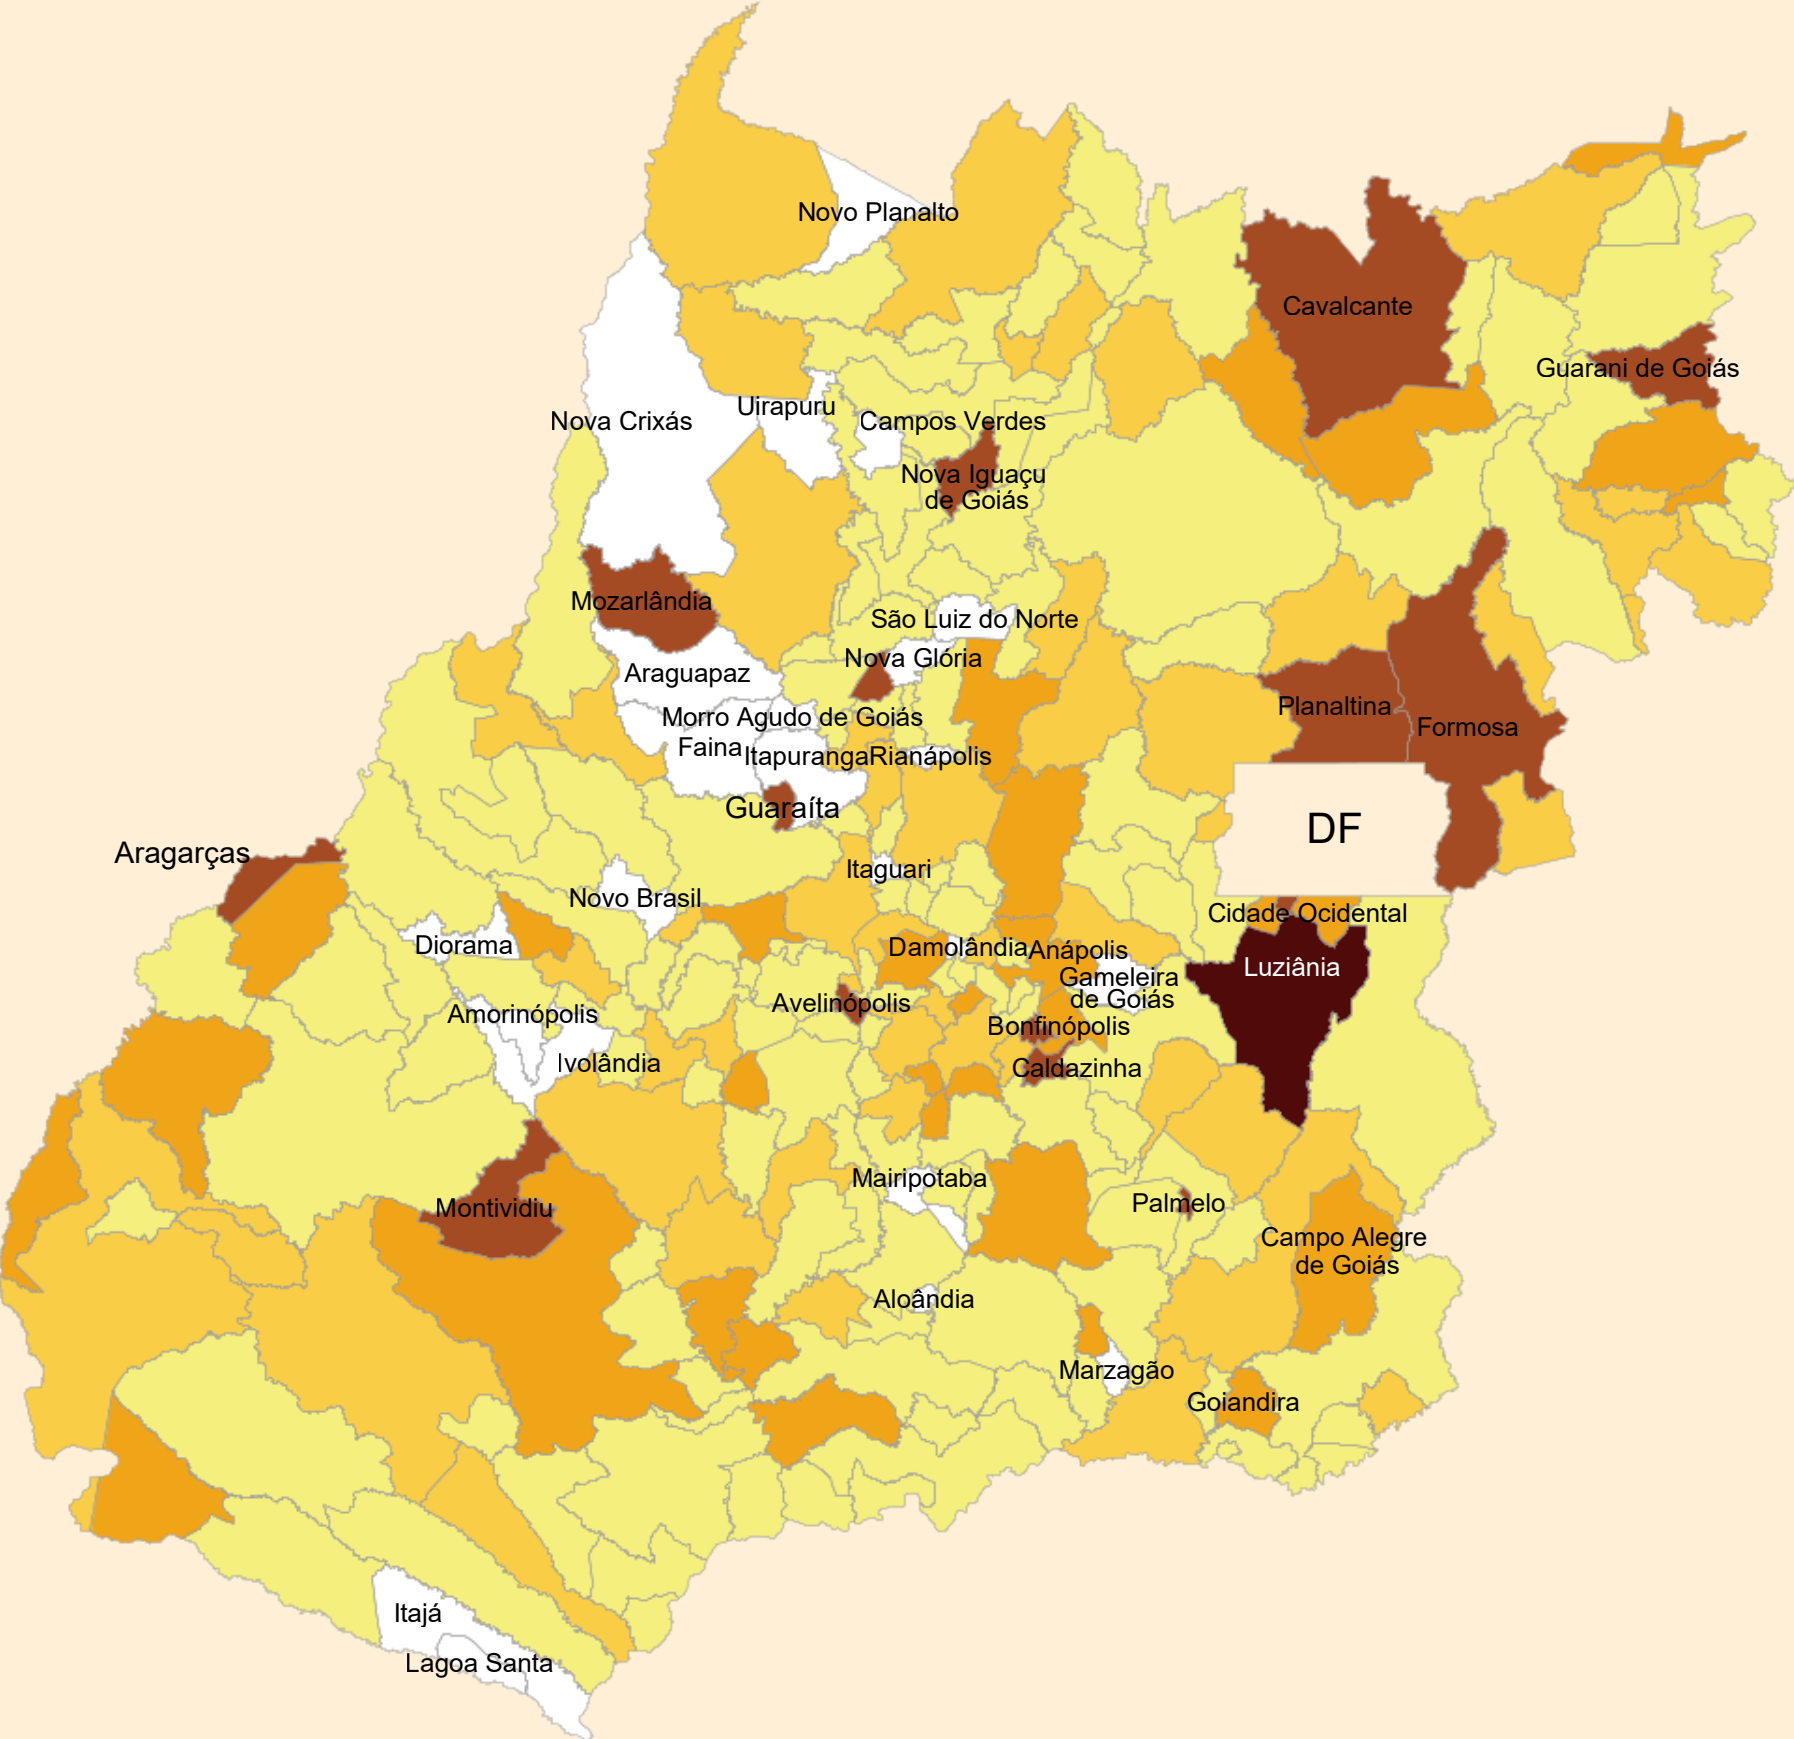 Novo Planalto
Cavalcante
Guarani de Goiás
Uirapuru
Nova Crixás
Campos Verdes
Nova Iguaçu
de Goiás
Mozarlândia
São Luiz do Norte
Nova Glória
Araguapaz
Planaltina
Morro Agudo de Goiás
Formosa
Faina
Itapuranga
Rianápolis
Guaraíta
DF
Aragarças
Itaguari
Novo Brasil
Cidade Ocidental
Diorama
Damolândia
Anápolis
Luziânia
Gameleira
de Goiás
Avelinópolis
Amorinópolis
Bonfinópolis
Ivolândia
Caldazinha
Mairipotaba
Palmelo
Montividiu
Campo Alegre
de Goiás
Aloândia
Marzagão
Goiandira
Itajá
Lagoa Santa